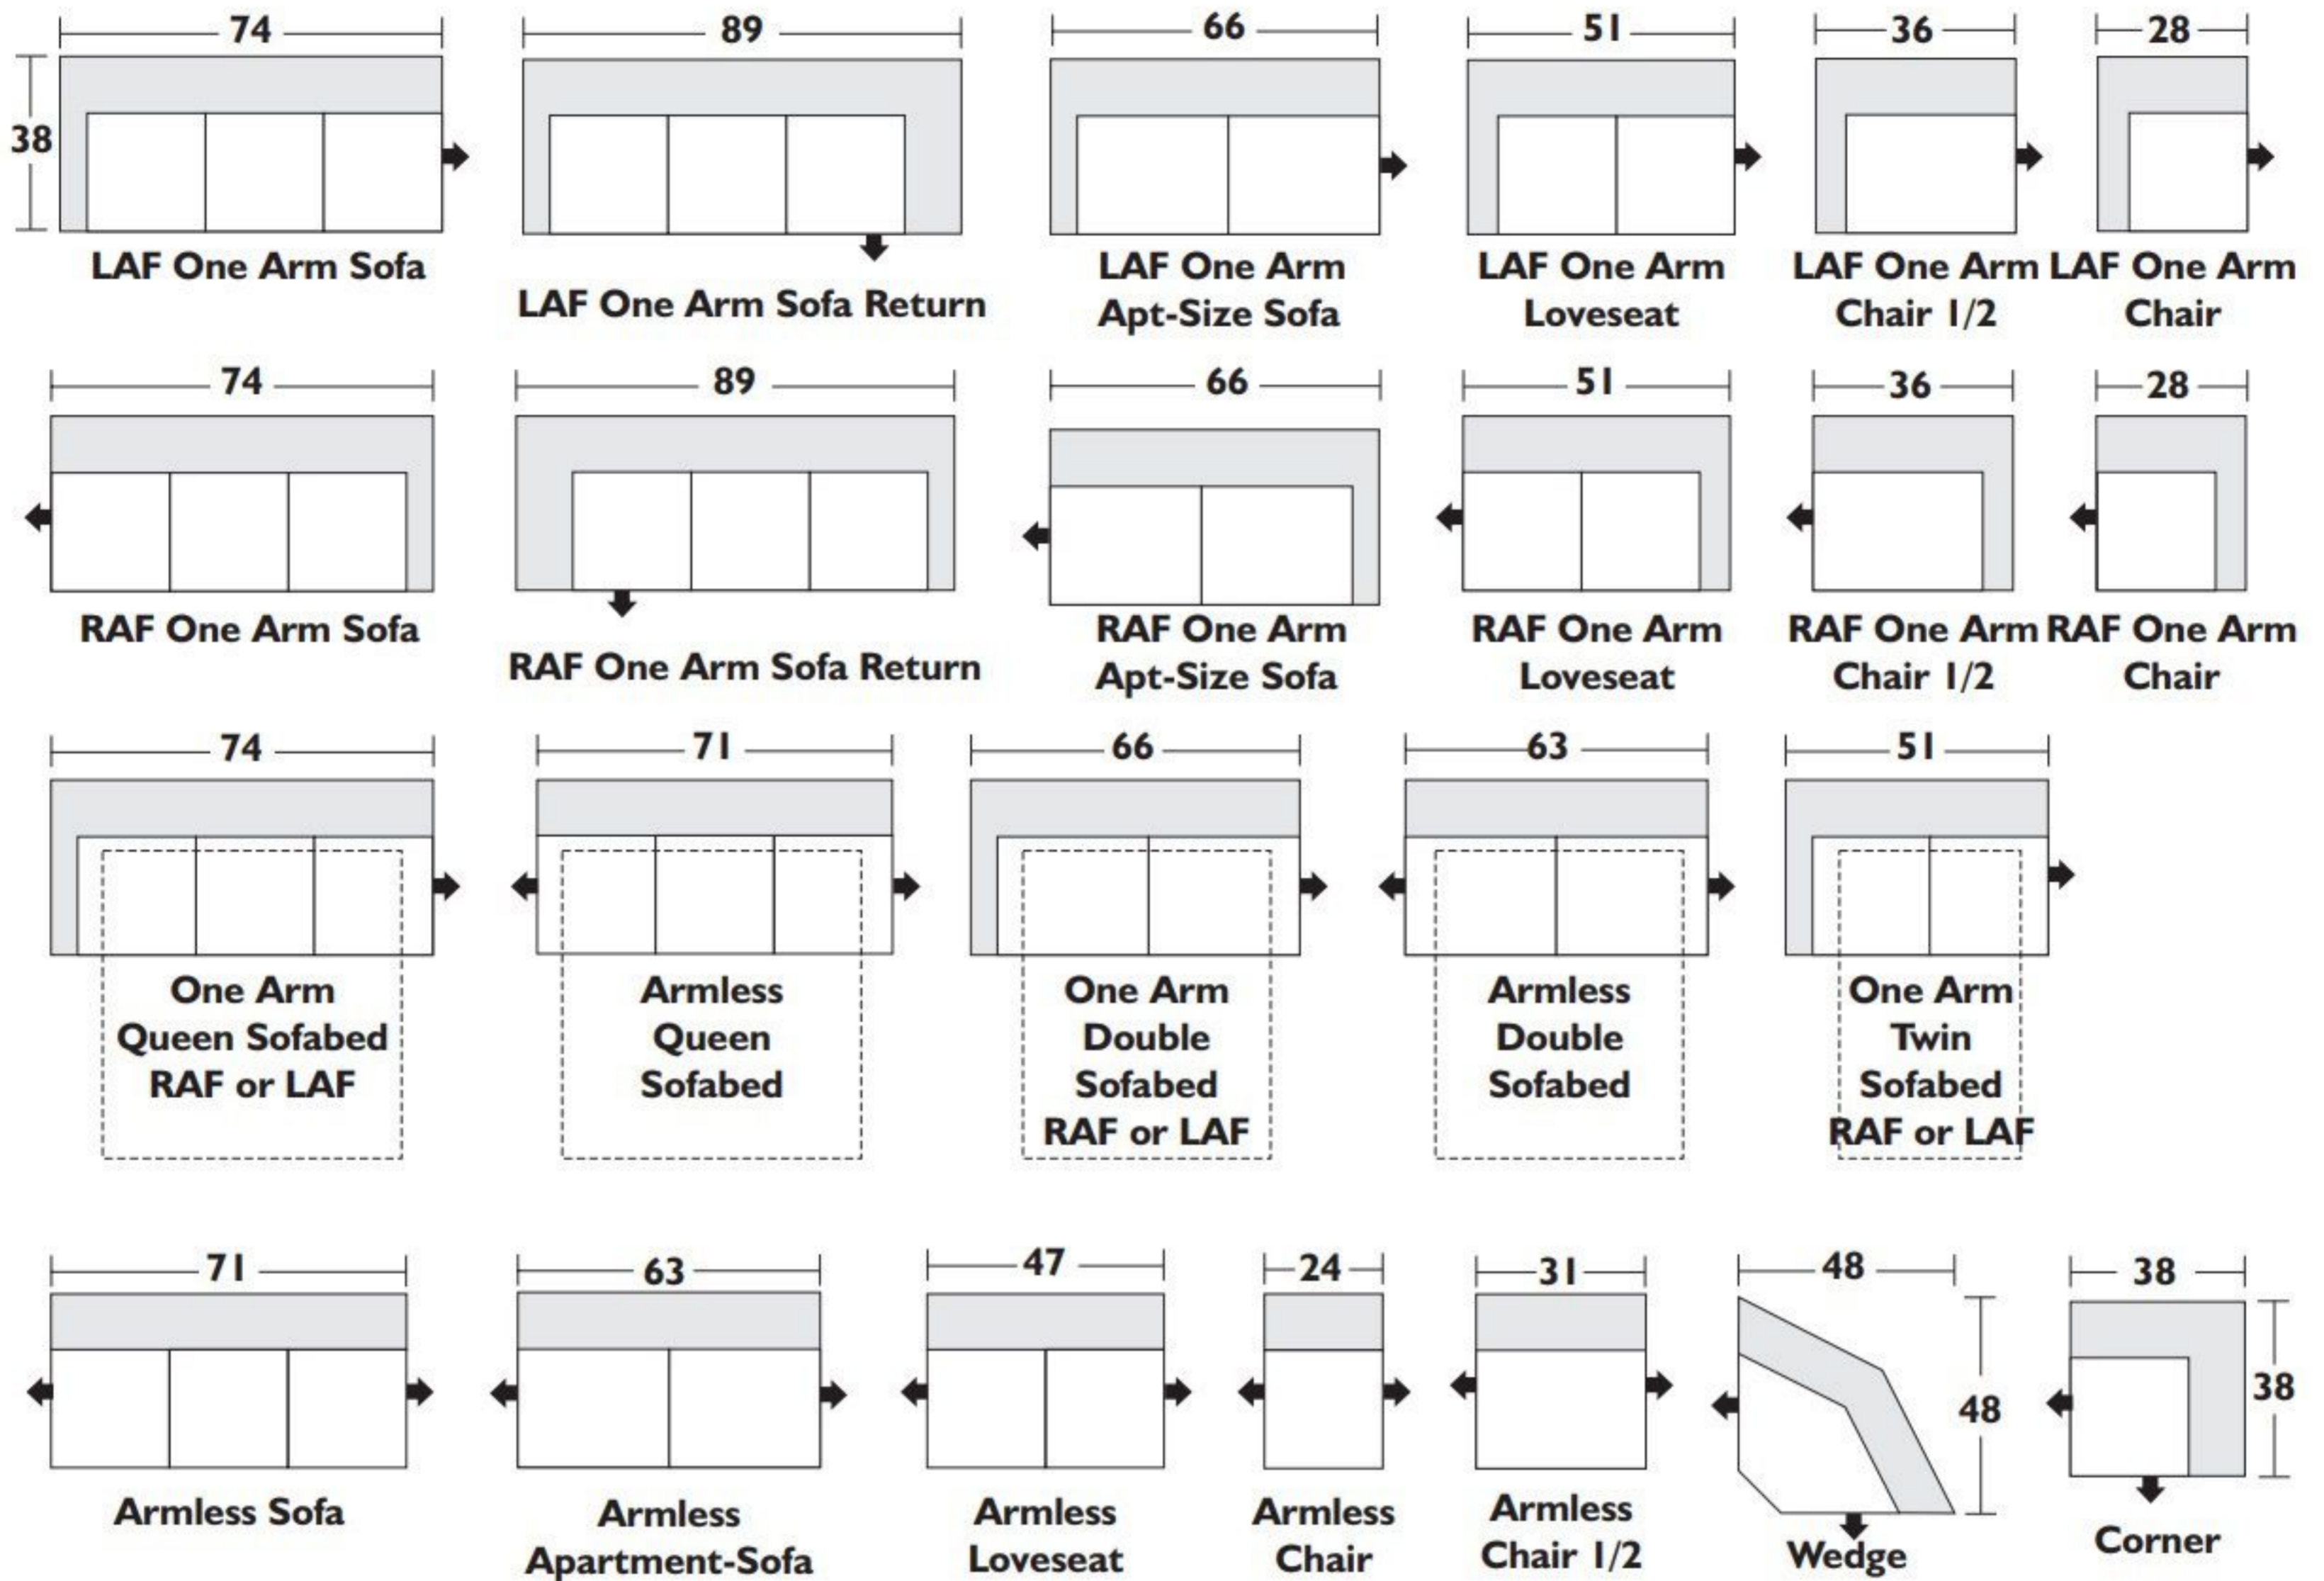 74 89 66 51 36 28
38
LAF One Arm Sofa
LAF One Arm Sofa Return
LAF One Arm
Apt-Size Sofa
LAF One Arm
Loveseat
LAF One Arm
Chair 1/2
LAF One Arm
Chair
74 89 66 51 36 28
RAF One Arm Sofa
RAF One Arm Sofa Return
RAF One Arm
Apt-Size Sofa
RAF One Arm
Loveseat
RAF One Arm
Chair 1/2
RAF One Arm
Chair
74 71 66 63 51
One Arm
Queen Sofabed
RAF or LAF
Armless
Queen
Sofabed
One Arm
Double
Sofabed
RAF or LAF
Armless
Double
Sofabed
One Arm
Twin
Sofabed
RAF or LAF
71 63 47 24 31 48 38
48
38
Armless Sofa
Armless
Apartment-Sofa
Armless
Loveseat
Armless
Chair
Armless
Chair 1/2
Wedge
Corner